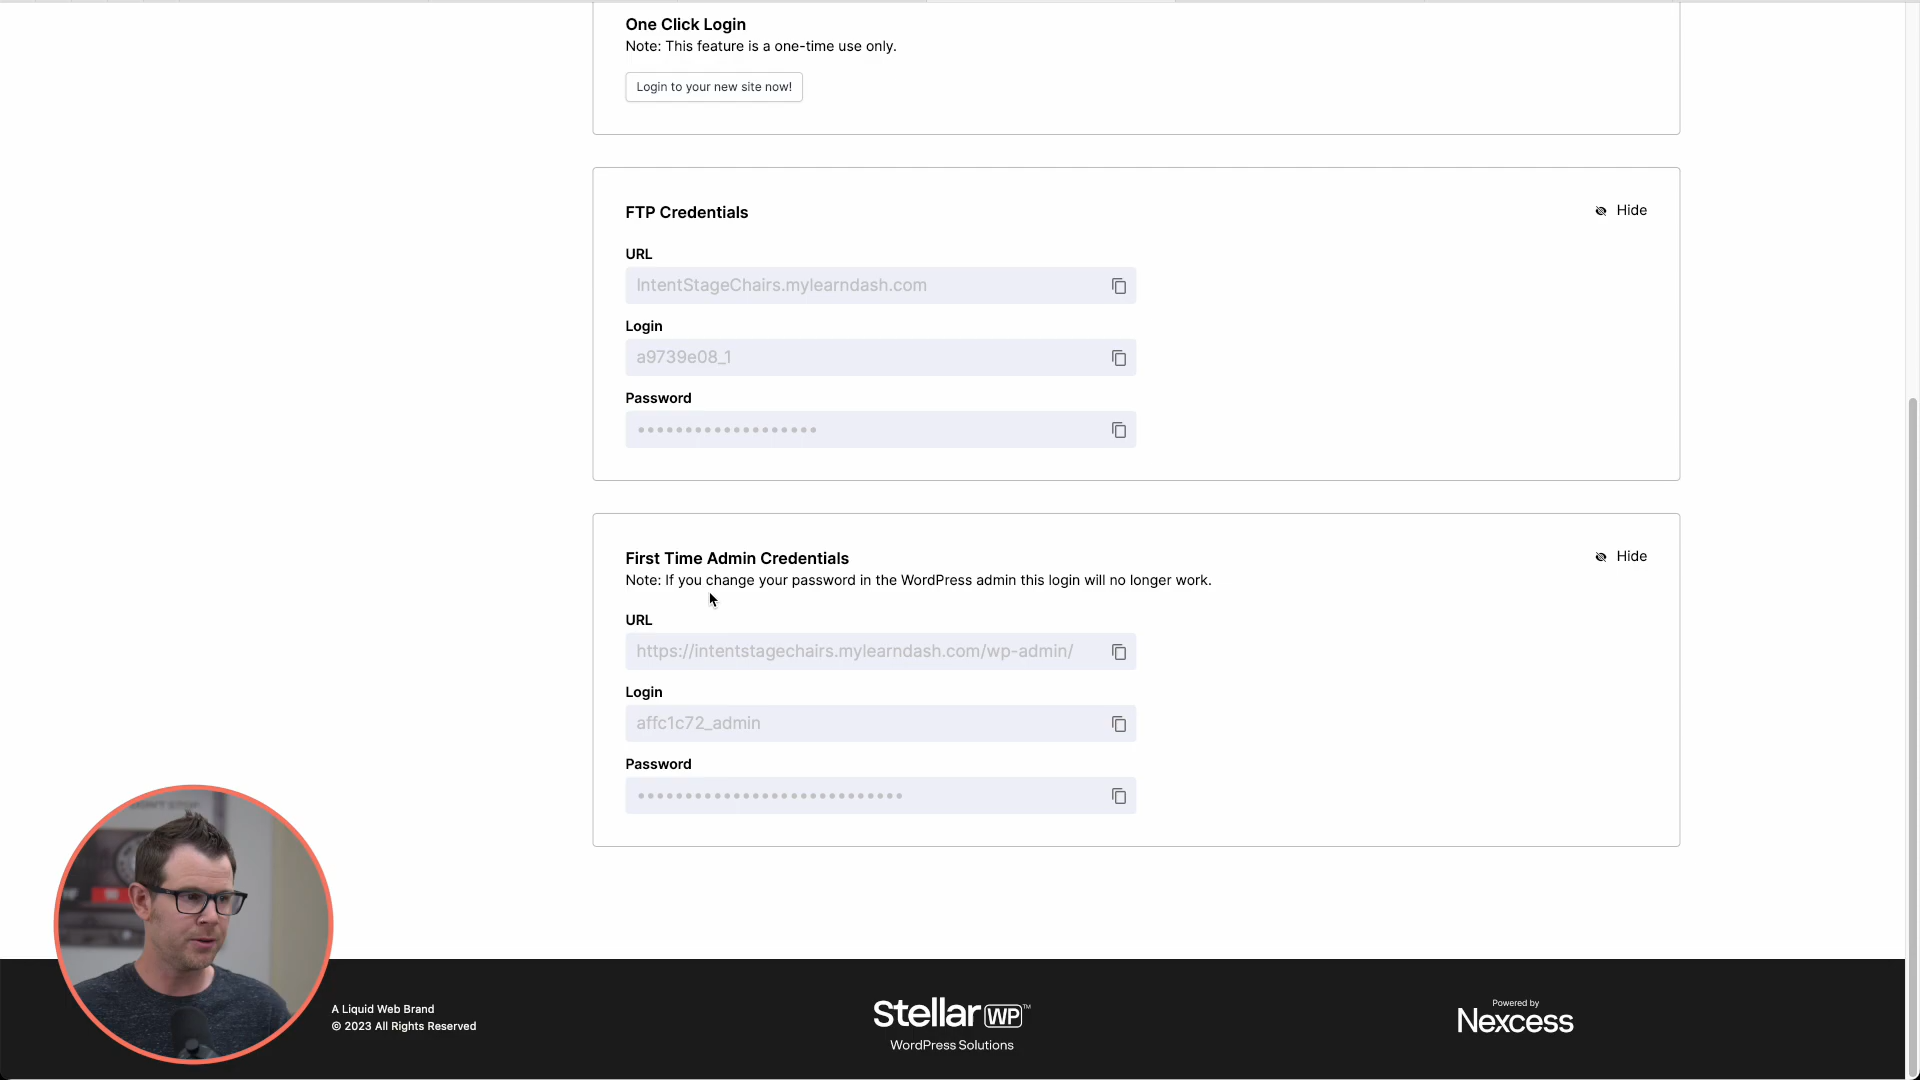 One Click Login
Note: This feature is a one-time use only.
Login to your new site now!
FTP Credentials
Hide
URL
IntentStageChairs.mylearndash.com
Login
a9739e08_1
Password
••••••••••••••••••••
First Time Admin Credentials
Hide
Note: If you change your password in the WordPress admin this login will no longer work.
URL
https://intentstagechairs.mylearndash.com/wp-admin/
Login
affc1c72_admin
Password
••••••••••••••••••••••••••••
A Liquid Web Brand
© 2023 All Rights Reserved
Stellar WP™
WordPress Solutions
Powered by
Nexcess